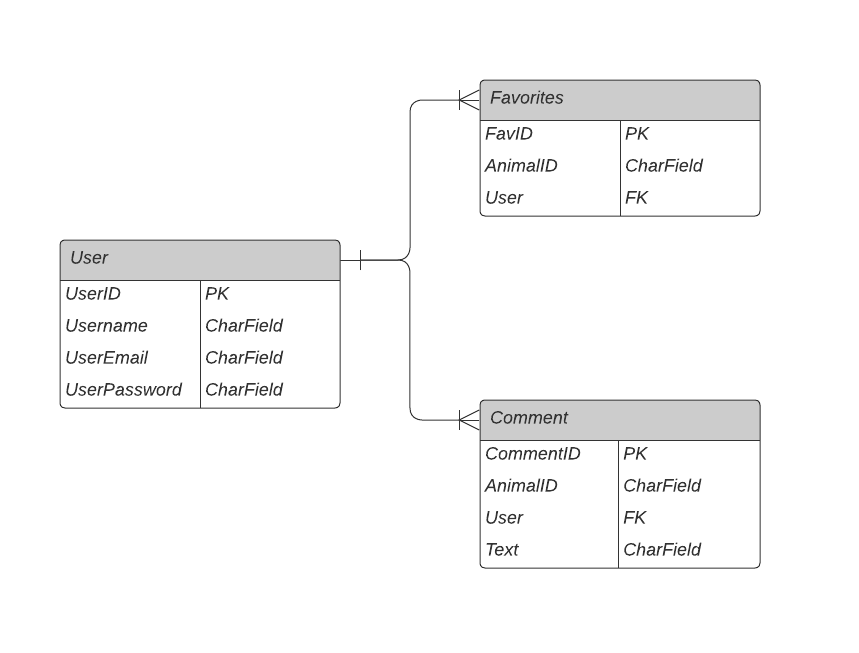 Favorites
FavID PK
AnimalID CharField
User FK
User
UserID PK
Username CharField
UserEmail CharField
UserPassword CharField
Comment
CommentID PK
AnimalID CharField
User FK
Text CharField